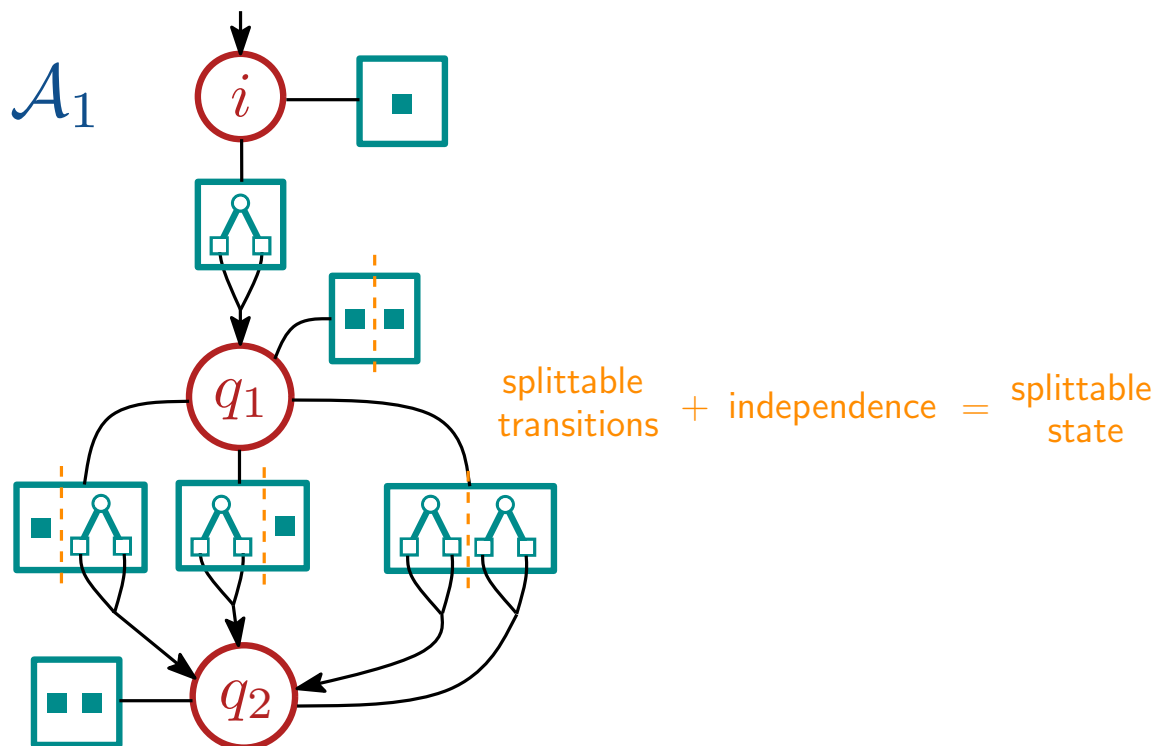 𝒜₁
i
q₁
splittable transitions + independence = splittable state
q₂